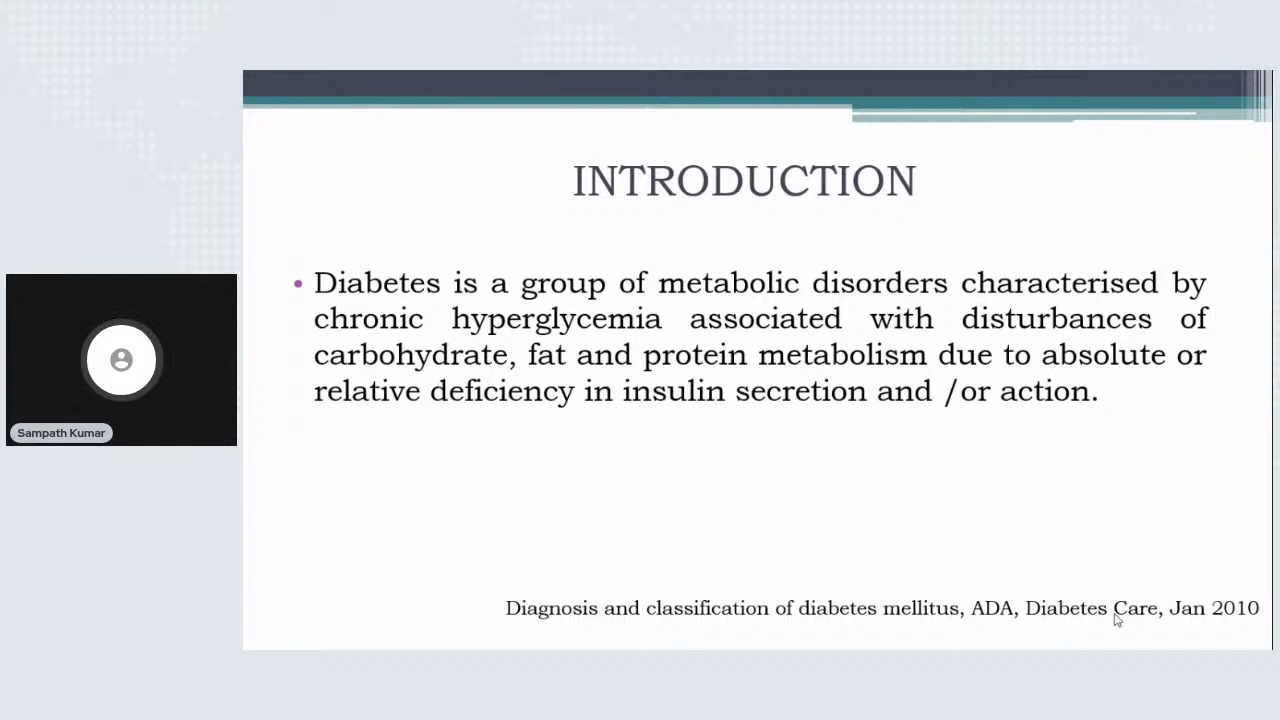 INTRODUCTION
• Diabetes is a group of metabolic disorders characterised by
chronic hyperglycemia associated with disturbances of
carbohydrate, fat and protein metabolism due to absolute or
relative deficiency in insulin secretion and /or action.
Sampath Kumar
Diagnosis and classification of diabetes mellitus, ADA, Diabetes Care, Jan 2010